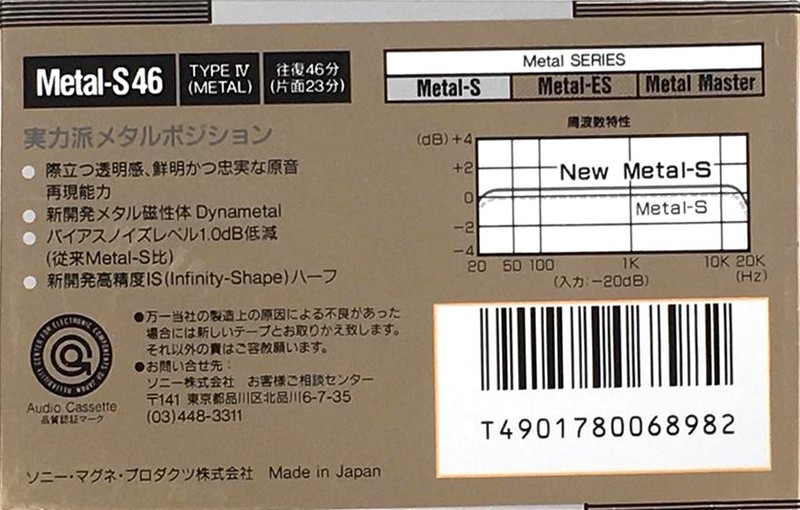 Metal-S46
TYPE IV
(METAL)
往復46分
(片面23分)
Metal SERIES
Metal-S
Metal-ES
Metal Master
実力派メタルポジション
際立つ透明感、鮮明かつ忠実な原音
再現能力
新開発メタル磁性体 Dynametal
バイアスノイズレベル1.0dB低減
(従来Metal-S比)
新開発高精度IS(Infinity-Shape)ハーフ
周波数特性
(dB) +4
+2
0
−2
−4
New Metal-S
Metal-S
20 50 100 1K 10K 20K
(Hz)
(入力:−20dB)
RELIABILITY CENTER FOR ELECTRONIC COMPONENTS OF JAPAN
Audio Cassette
品質認証マーク
●万一当社の製造上の原因による不良があった
場合には新しいテープとお取りかえ致します。
それ以外の責はご容赦願います。
●お問い合せ先:
ソニー株式会社 お客様ご相談センター
〒141 東京都品川区北品川6-7-35
(03)448-3311
T4901780068982
ソニー・マグネ・プロダクツ株式会社 Made in Japan